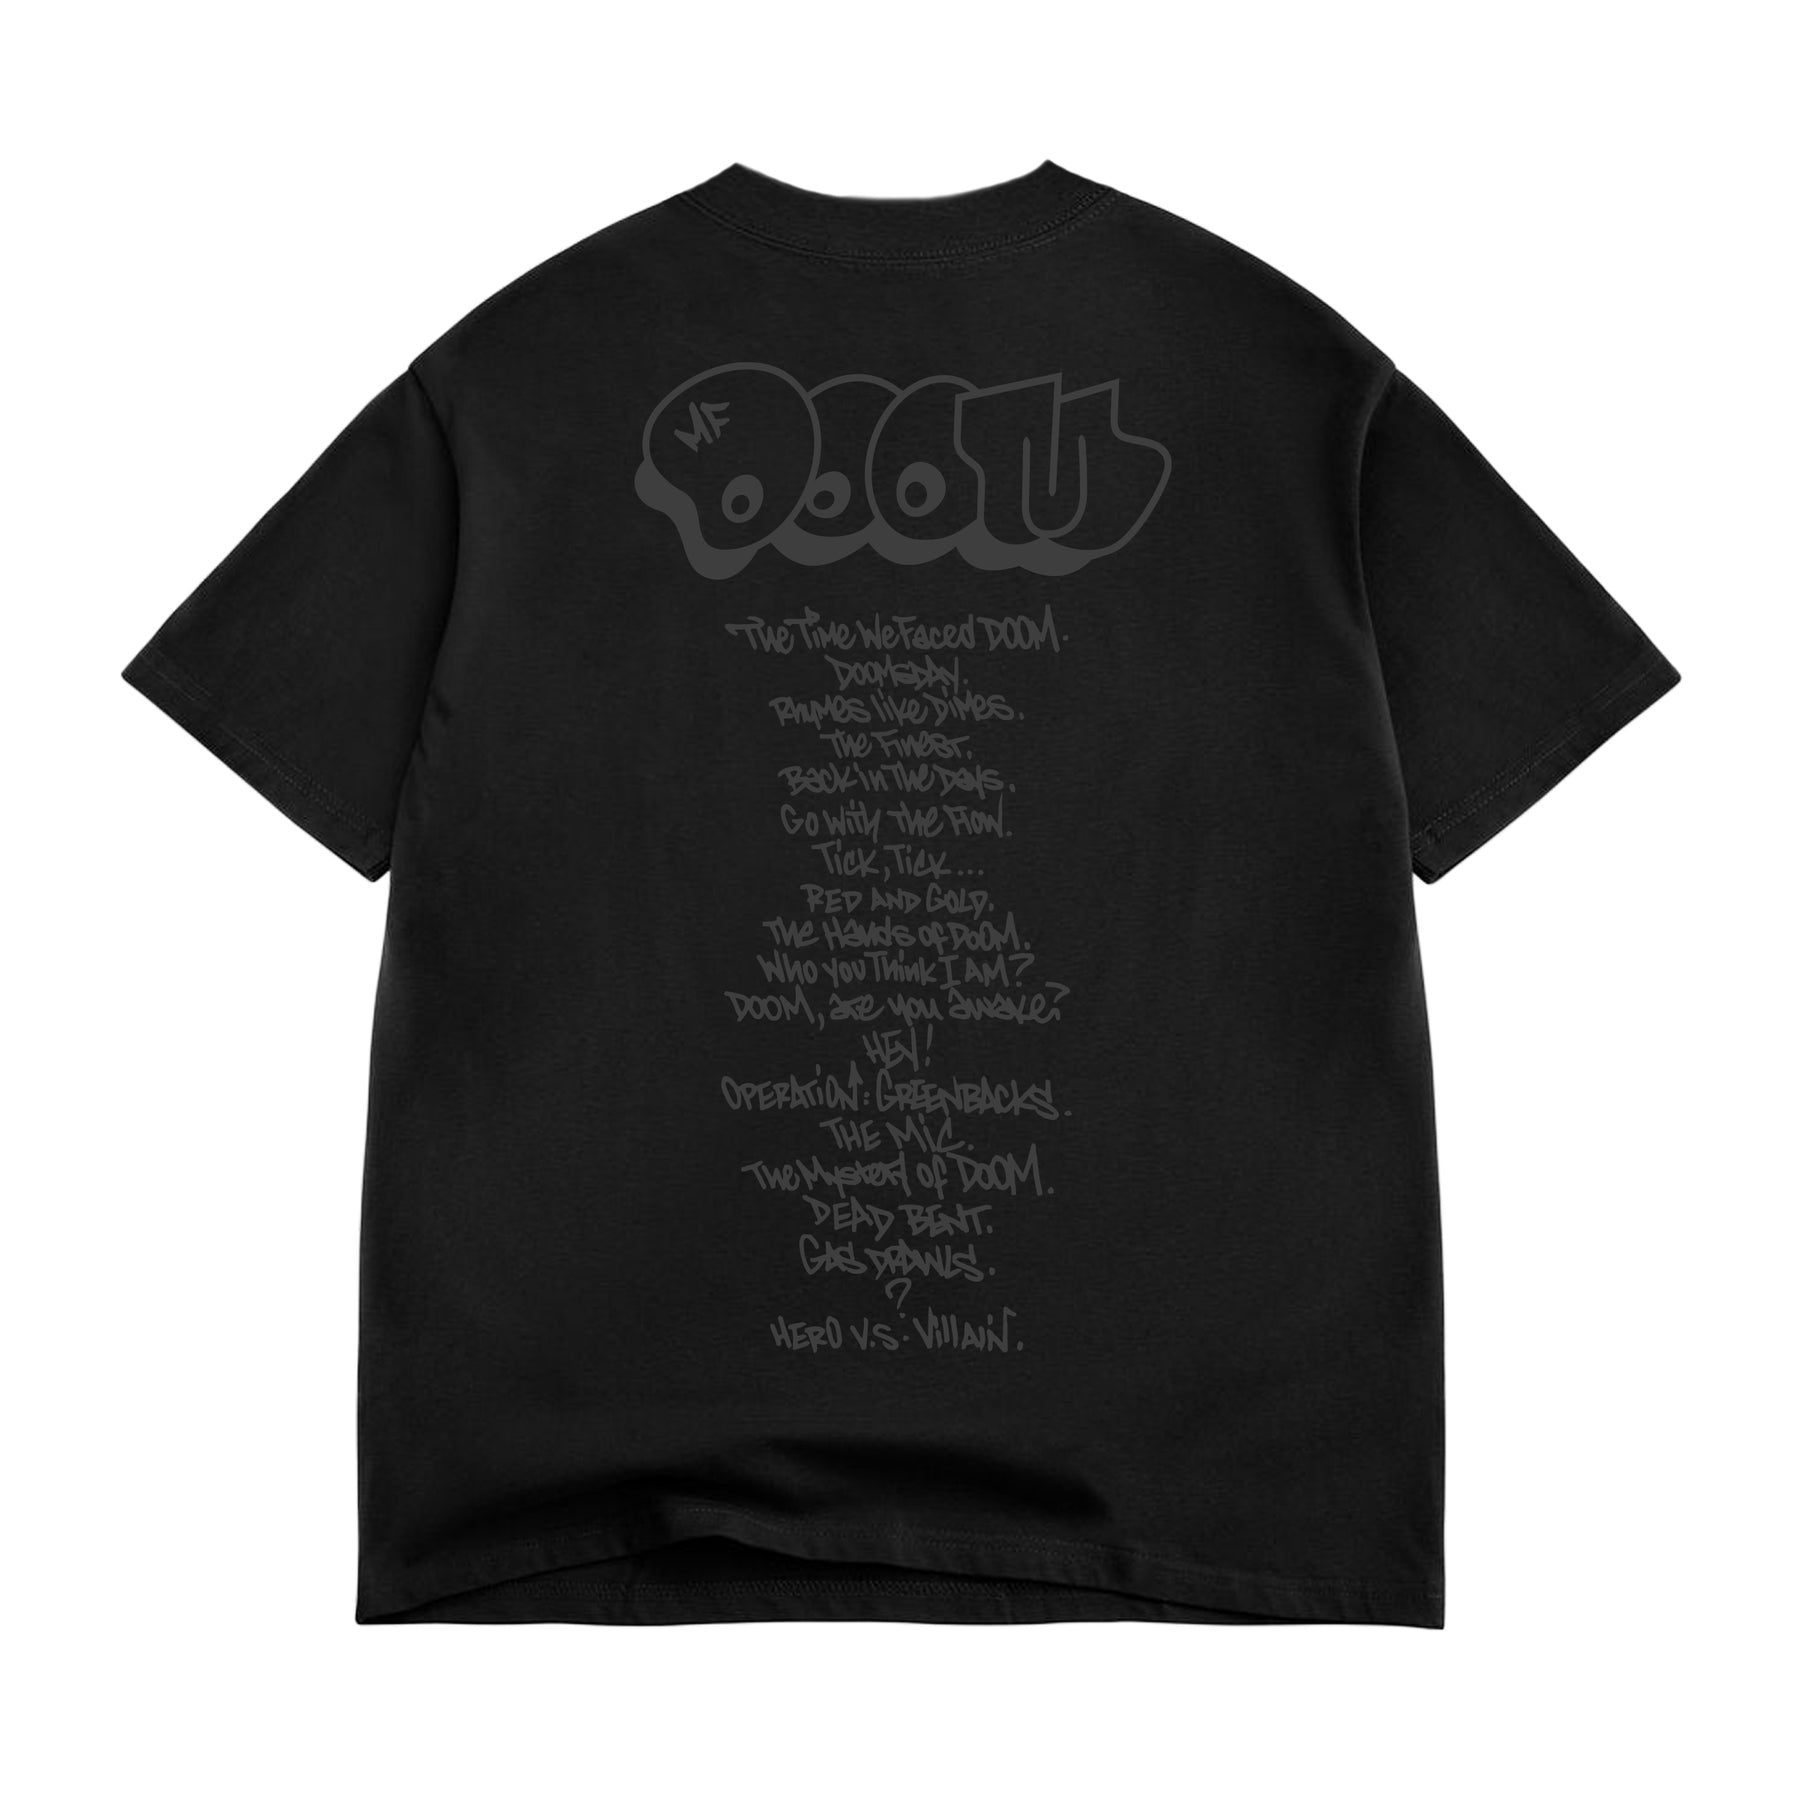 MF
DOOM
The Time We Faced DOOM.
DOOMSDAY.
Rhymes like Dimes.
The Finest.
Back in The Days.
Go with the Flow.
Tick, Tick...
RED AND GOLD.
The Hands of DOOM.
Who you Think I AM?
DOOM, are you awake?
HEY!
OPERATION: GREENBACKS.
THE MIC.
The Mystery of DOOM.
DEAD BENT.
GAS DRAWLS.
?
HERO V.S. VillAiN.